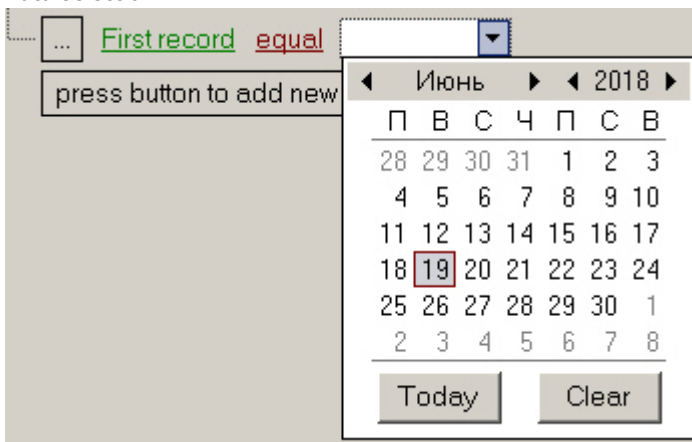 ... First record equal
press button to add new
Июнь 2018
П В С Ч П С В
28 29 30 31 1 2 3
4 5 6 7 8 9 10
11 12 13 14 15 16 17
18 19 20 21 22 23 24
25 26 27 28 29 30 1
2 3 4 5 6 7 8
Today Clear